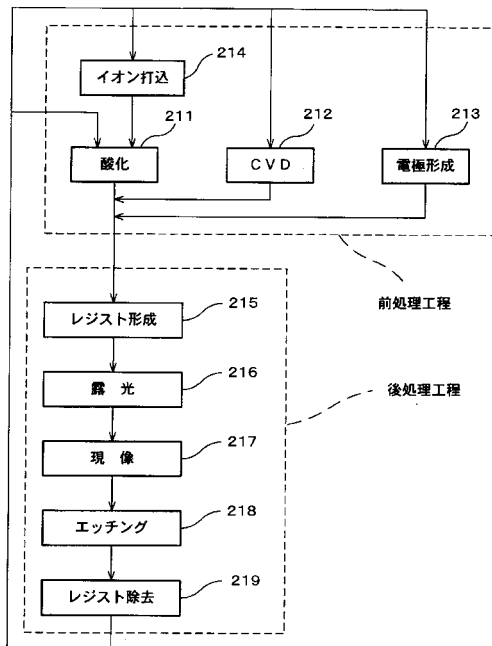 214
イオン打込
211
212
213
酸化
CVD
電極形成
前処理工程
215
レジスト形成
216
露 光
後処理工程
217
現 像
218
エッチング
219
レジスト除去